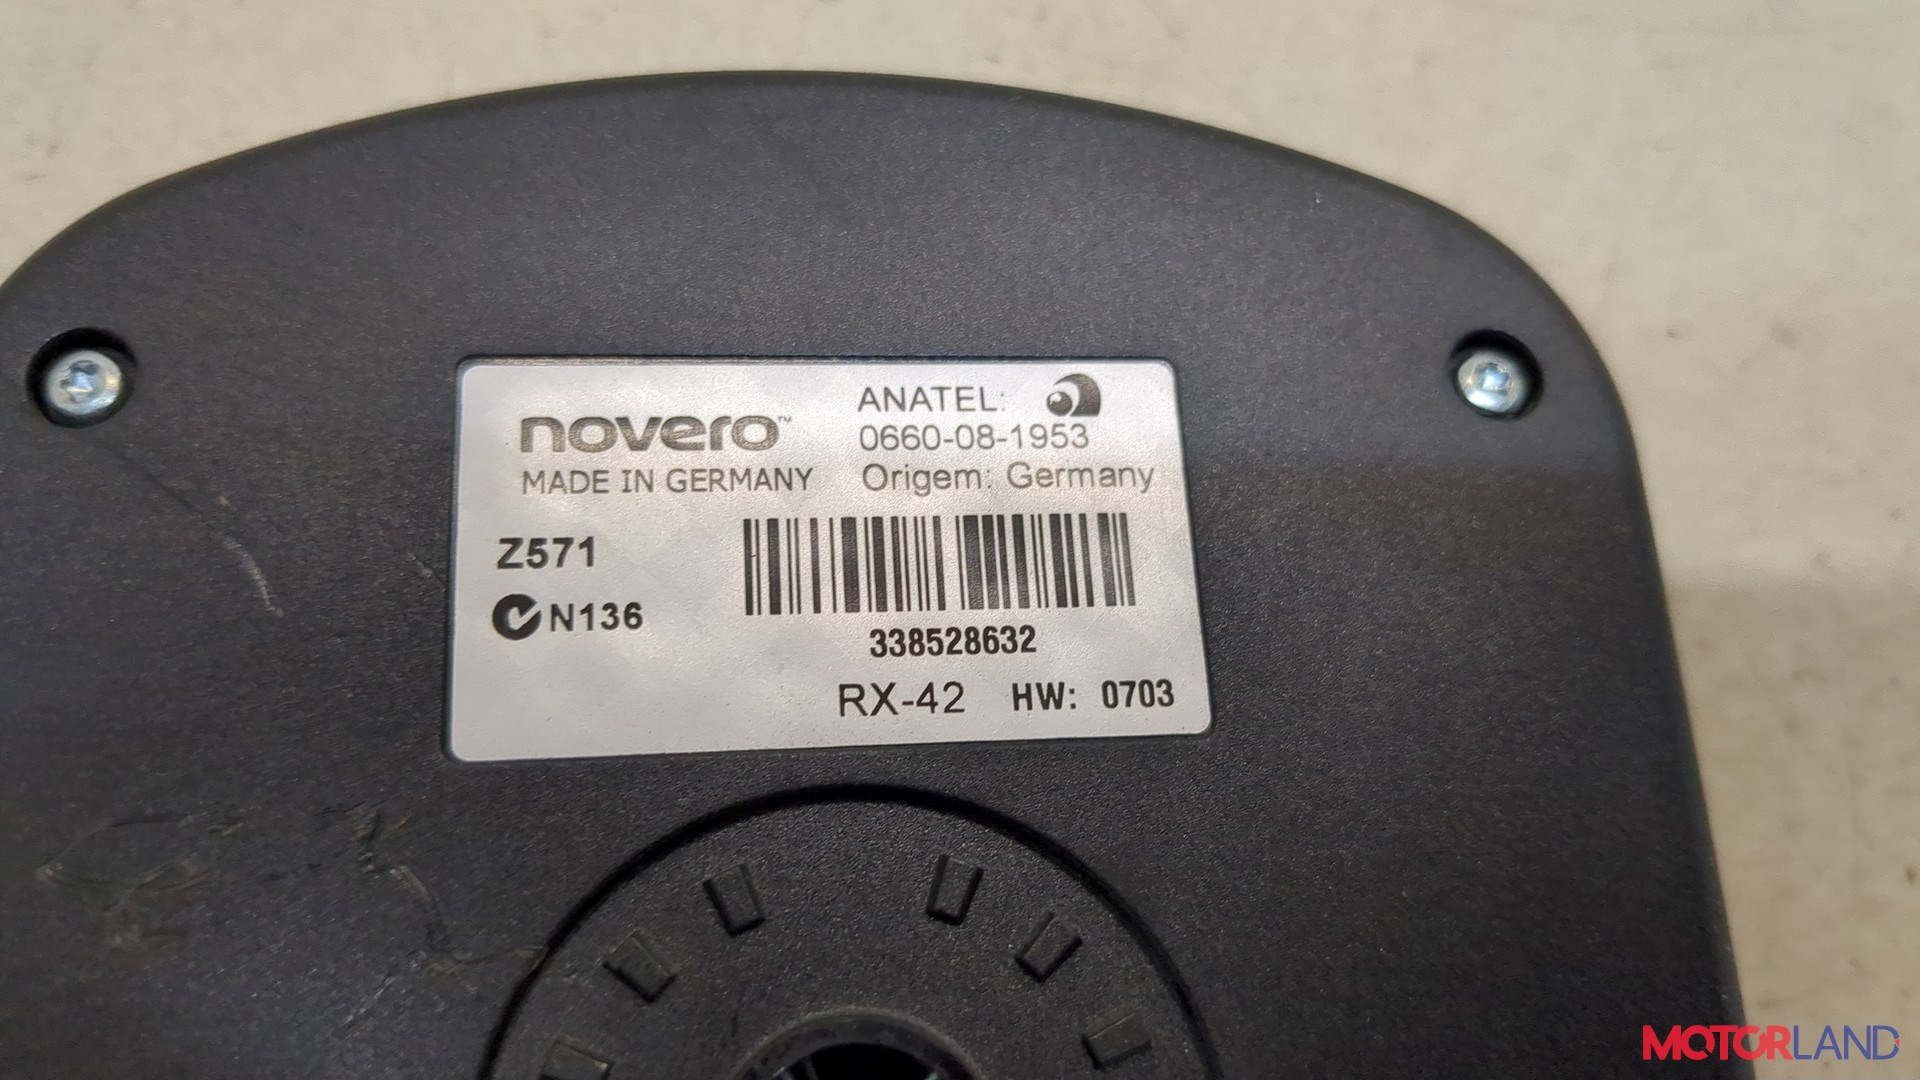 novero™
MADE IN GERMANY
ANATEL:
0660-08-1953
Origem: Germany
Z571
N136
338528632
RX-42 HW: 0703
MOTORLAND